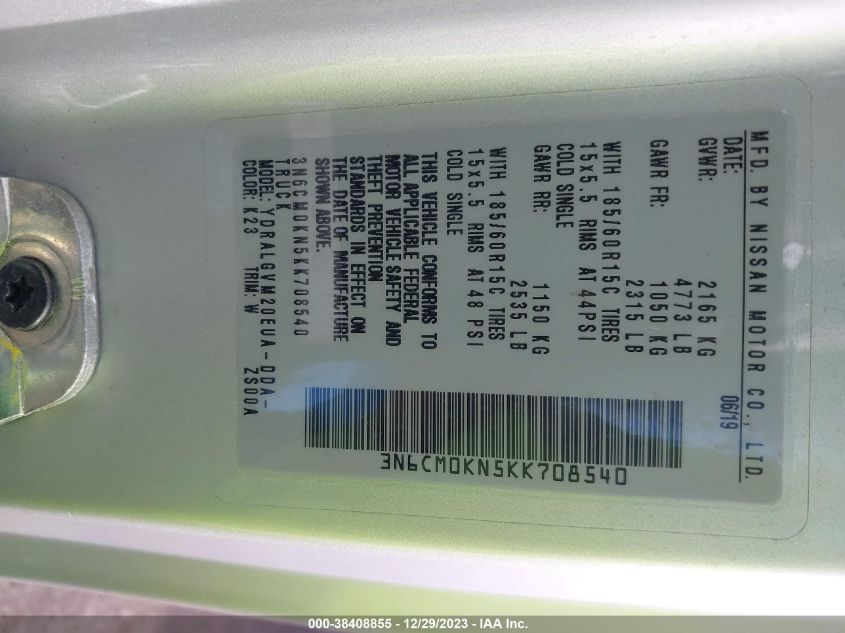 MFD. BY NISSAN MOTOR CO., LTD.
DATE: 06/19
GVWR: 2165 KG
4773 LB
GAWR FR: 1050 KG
2315 LB
WITH 185/60R15C TIRES
15x5.5 RIMS AT 44PSI
COLD SINGLE
GAWR RR: 1150 KG
2535 LB
WITH 185/60R15C TIRES
15x5.5 RIMS AT 48 PSI
COLD SINGLE
THIS VEHICLE CONFORMS TO
ALL APPLICABLE FEDERAL
MOTOR VEHICLE SAFETY AND
THEFT PREVENTION
STANDARDS IN EFFECT ON
THE DATE OF MANUFACTURE
SHOWN ABOVE.
3N6CM0KN5KK708540
TRUCK
MODEL: YDRALGYM20EUA-DDA-
ZS00A
COLOR: K23 TRIM: W
3N6CM0KN5KK708540
000-38408855 - 12/29/2023 - IAA Inc.